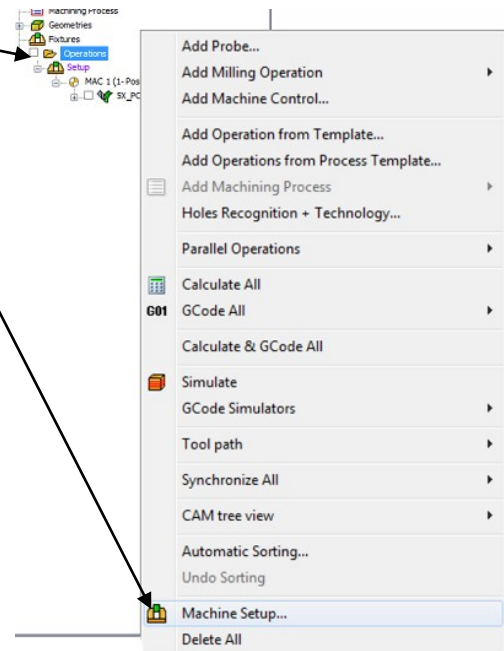 Machining Process
Geometries
Fixtures
Operations
Setup
MAC 1 (1-Pos
5X_PC
Add Probe...
Add Milling Operation
Add Machine Control...
Add Operation from Template...
Add Operations from Process Template...
Add Machining Process
Holes Recognition + Technology...
Parallel Operations
Calculate All
G01 GCode All
Calculate & GCode All
Simulate
GCode Simulators
Tool path
Synchronize All
CAM tree view
Automatic Sorting...
Undo Sorting
Machine Setup...
Delete All